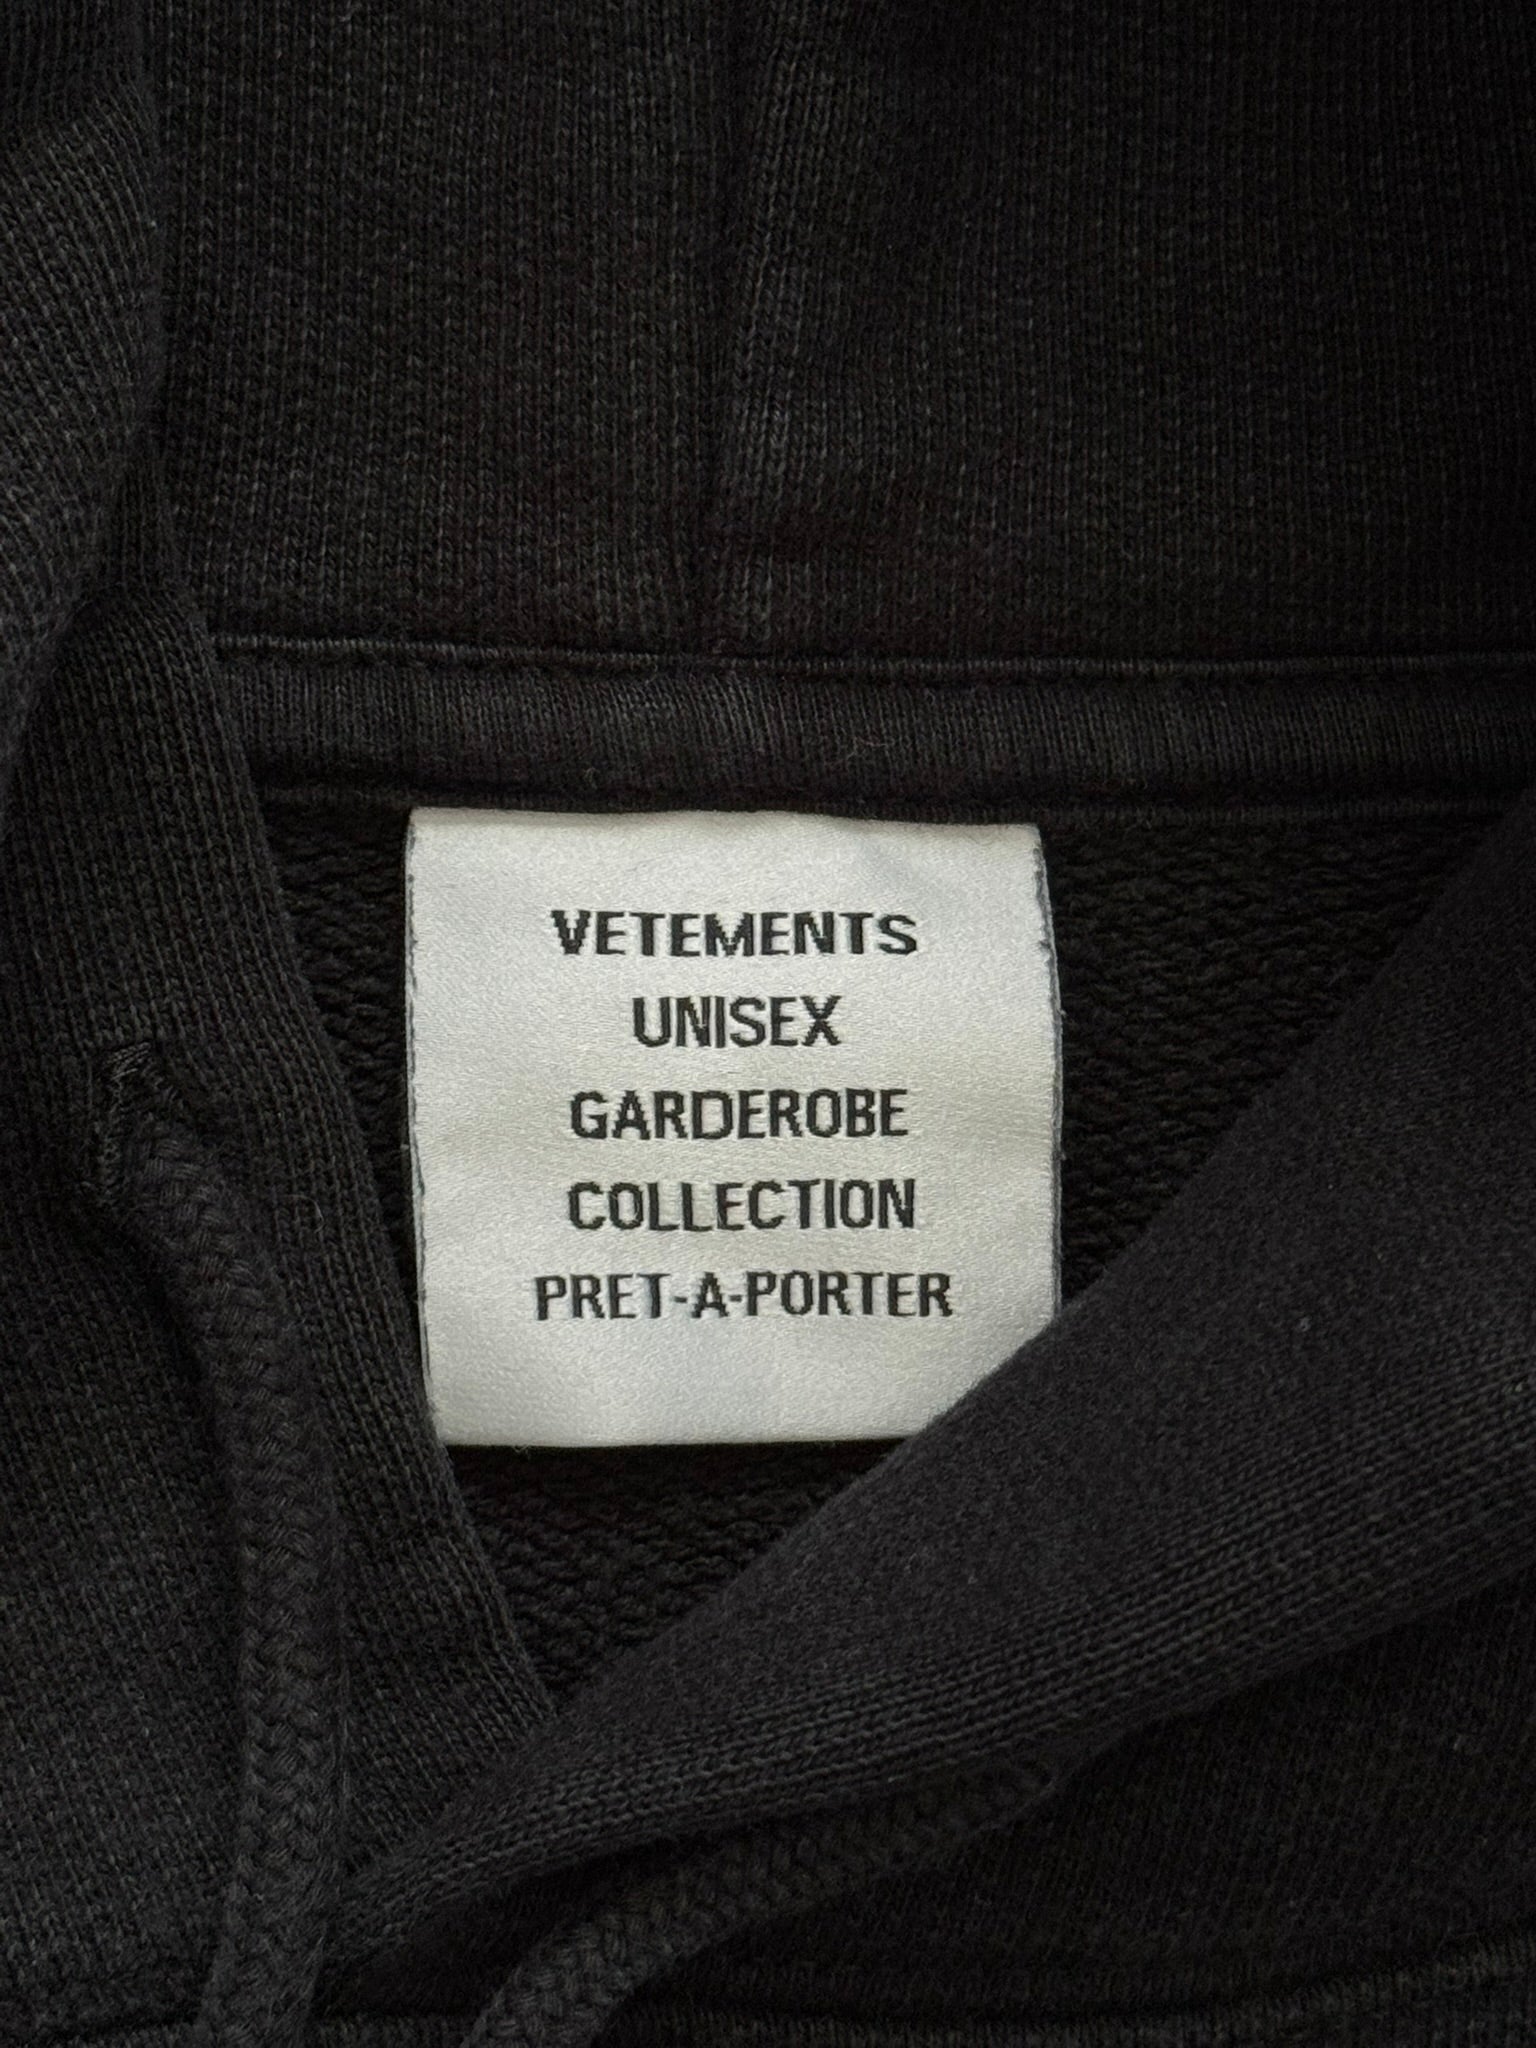 VETEMENTS
UNISEX
GARDEROBE
COLLECTION
PRET-A-PORTER